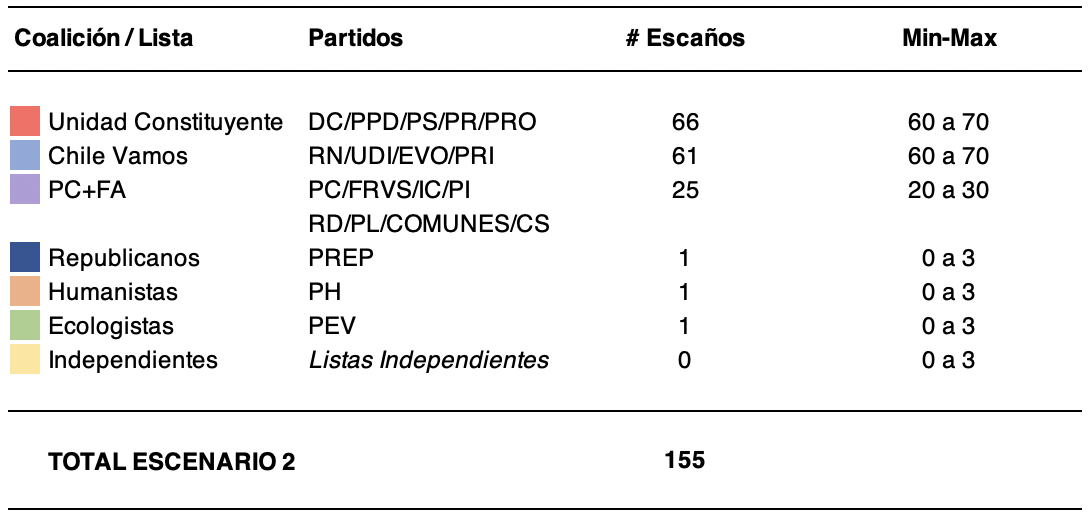 Coalición / Lista Partidos # Escaños Min-Max
Unidad Constituyente DC/PPD/PS/PR/PRO 66 60 a 70
Chile Vamos RN/UDI/EVO/PRI 61 60 a 70
PC+FA PC/FRVS/IC/PI 25 20 a 30
RD/PL/COMUNES/CS
Republicanos PREP 1 0 a 3
Humanistas PH 1 0 a 3
Ecologistas PEV 1 0 a 3
Independientes Listas Independientes 0 0 a 3
TOTAL ESCENARIO 2 155